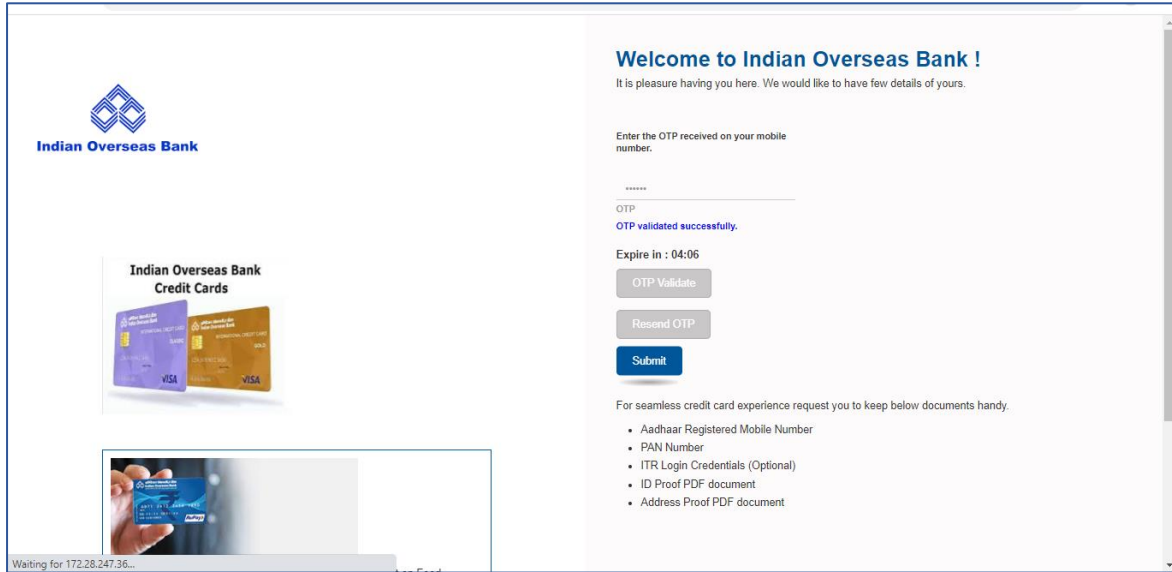 Indian Overseas Bank
Indian Overseas Bank
Credit Cards
VISA
VISA
RuPay
Waiting for 172.28.247.36...
Welcome to Indian Overseas Bank !
It is pleasure having you here. We would like to have few details of yours.
Enter the OTP received on your mobile
number.
OTP
OTP validated successfully.
Expire in : 04:06
OTP Validate
Resend OTP
Submit
For seamless credit card experience request you to keep below documents handy.
• Aadhaar Registered Mobile Number
• PAN Number
• ITR Login Credentials (Optional)
• ID Proof PDF document
• Address Proof PDF document